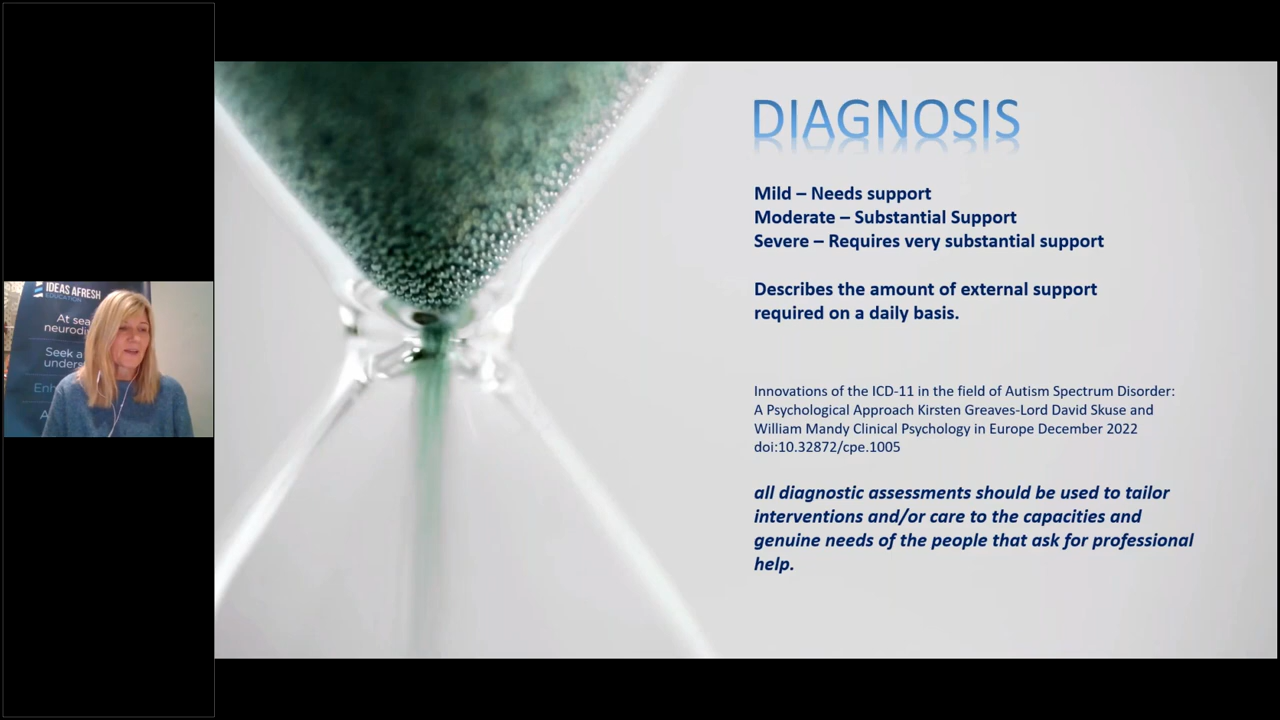 IDEAS AFRESH
EDUCATION
At sea
Seek a
DIAGNOSIS
Mild – Needs support
Moderate – Substantial Support
Severe – Requires very substantial support
Describes the amount of external support
required on a daily basis.
Innovations of the ICD-11 in the field of Autism Spectrum Disorder:
A Psychological Approach Kirsten Greaves-Lord David Skuse and
William Mandy Clinical Psychology in Europe December 2022
doi:10.32872/cpe.1005
all diagnostic assessments should be used to tailor
interventions and/or care to the capacities and
genuine needs of the people that ask for professional
help.